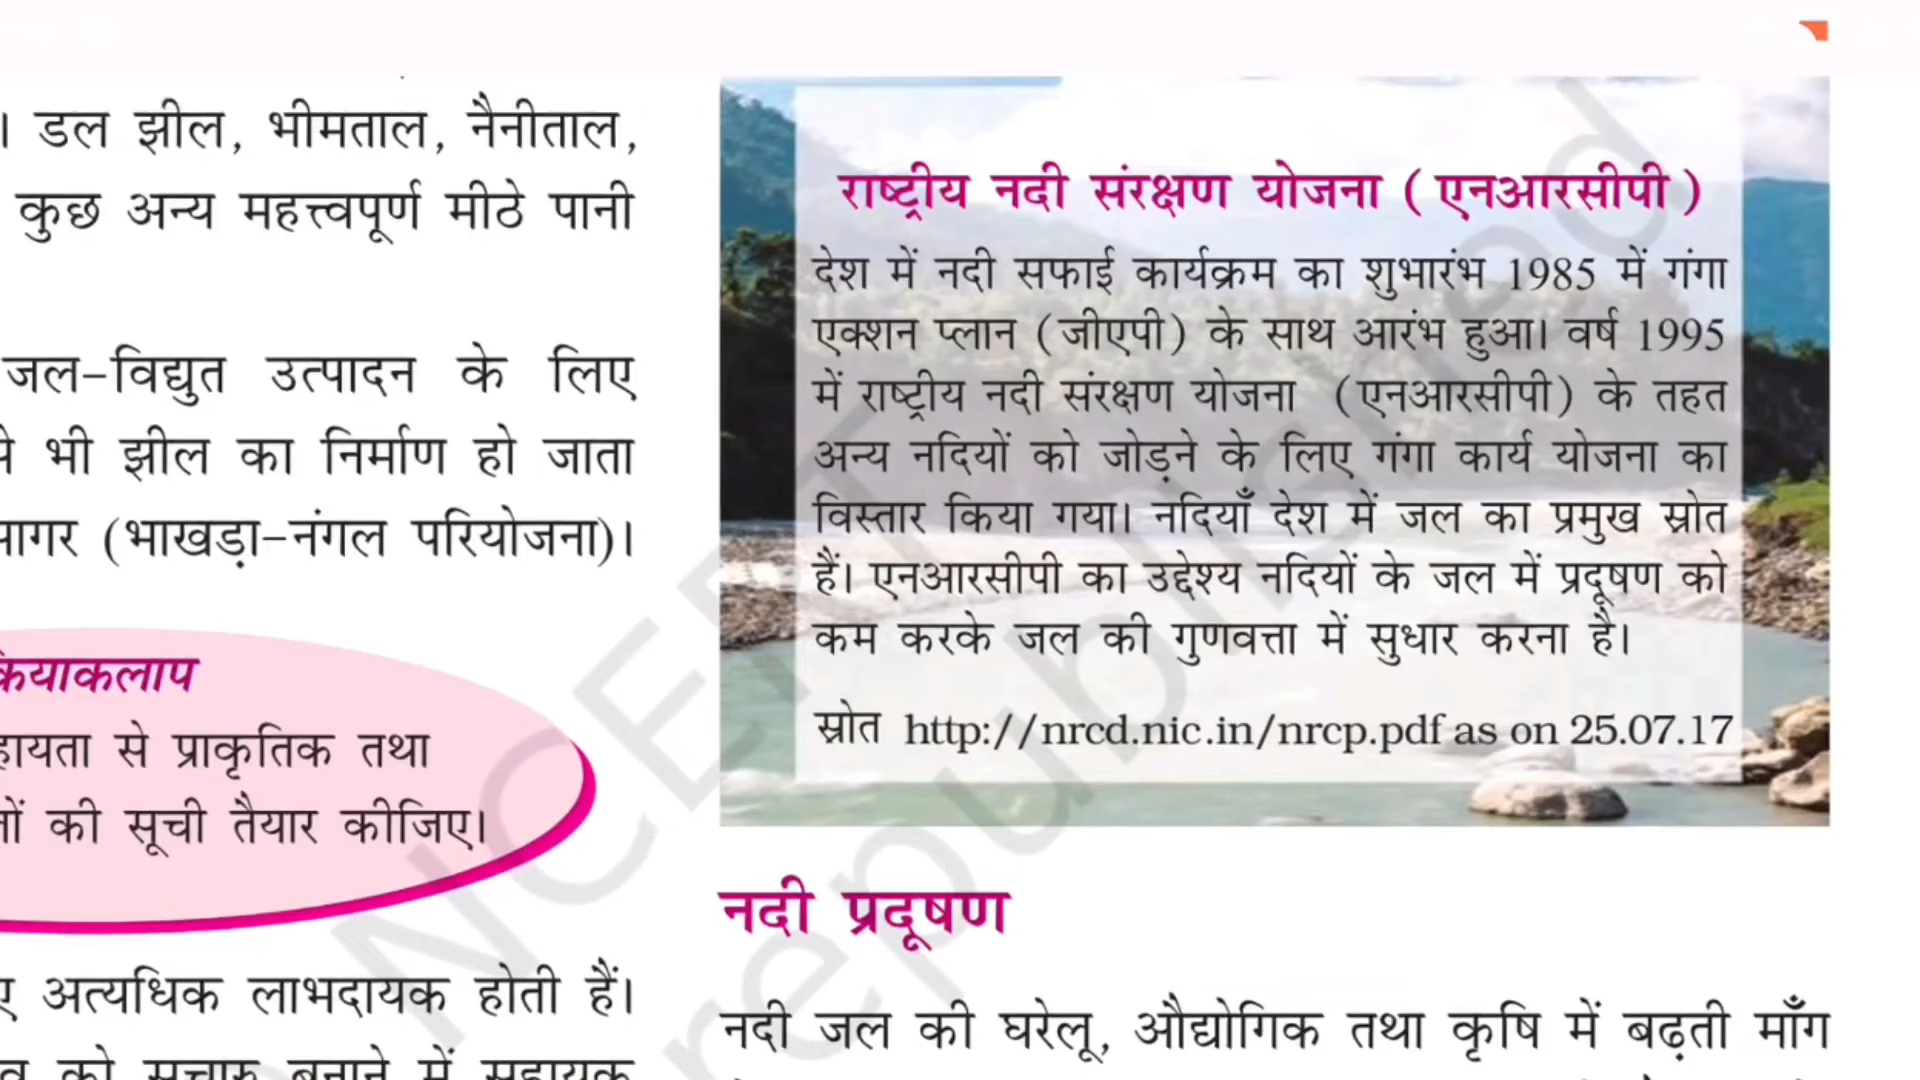 । डल झील, भीमताल, नैनीताल,
कुछ अन्य महत्त्वपूर्ण मीठे पानी
जल-विद्युत उत्पादन के लिए
भी झील का निर्माण हो जाता
(भाखड़ा-नंगल परियोजना)।
से प्राकृतिक तथा
की सूची तैयार कीजिए।
अत्यधिक लाभदायक होती हैं।
राष्ट्रीय नदी संरक्षण योजना (एनआरसीपी)
देश में नदी सफाई कार्यक्रम का शुभारंभ 1985 में गंगा
एक्शन प्लान (जीएपी) के साथ आरंभ हुआ। वर्ष 1995
में राष्ट्रीय नदी संरक्षण योजना (एनआरसीपी) के तहत
अन्य नदियों को जोड़ने के लिए गंगा कार्य योजना का
विस्तार किया गया। नदियाँ देश में जल का प्रमुख स्रोत
हैं। एनआरसीपी का उद्देश्य नदियों के जल में प्रदूषण को
कम करके जल की गुणवत्ता में सुधार करना है।
स्रोत http://nrcd.nic.in/nrcp.pdf as on 25.07.17
नदी प्रदूषण
नदी जल की घरेलू, औद्योगिक तथा कृषि में बढ़ती माँग